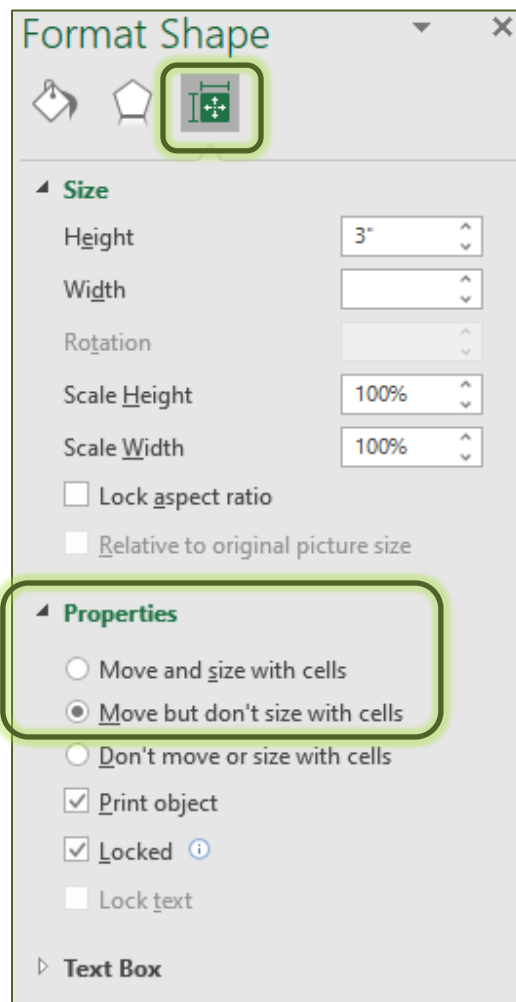 Format Shape
Size
Height 3"
Width
Rotation
Scale Height 100%
Scale Width 100%
Lock aspect ratio
Relative to original picture size
Properties
Move and size with cells
Move but don't size with cells
Don't move or size with cells
Print object
Locked
Lock text
Text Box